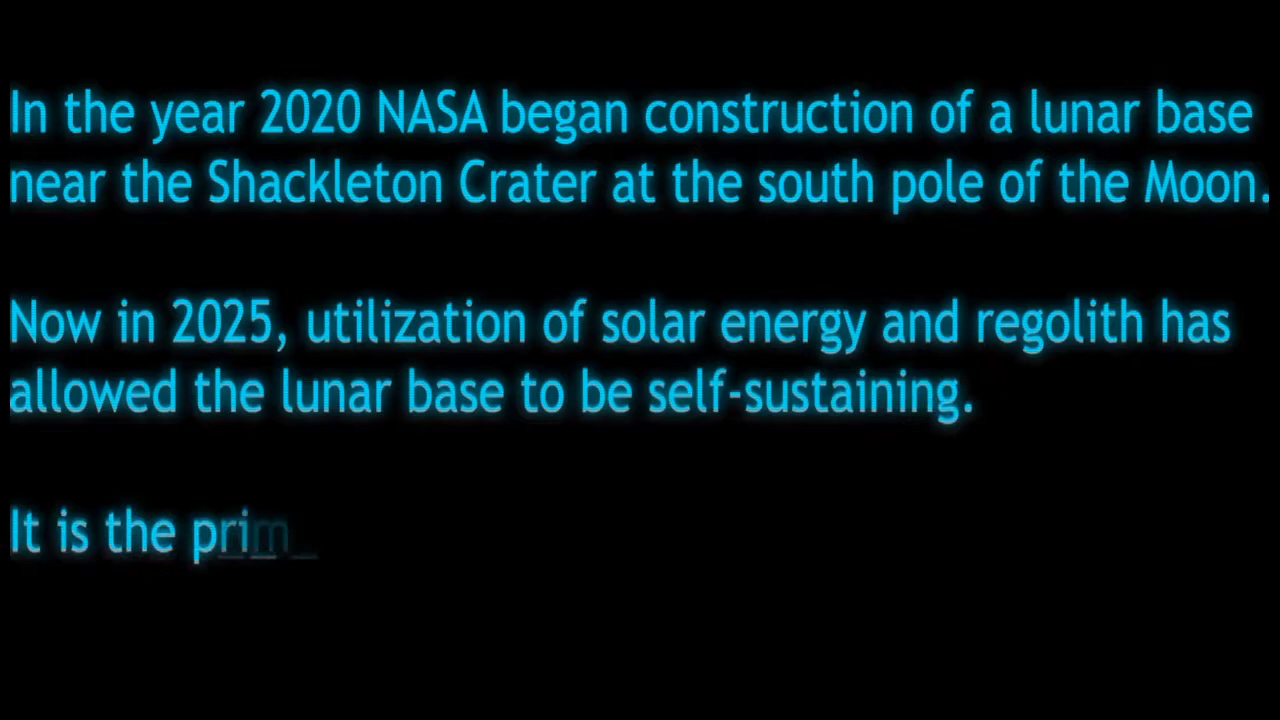 In the year 2020 NASA began construction of a lunar base
near the Shackleton Crater at the south pole of the Moon.
Now in 2025, utilization of solar energy and regolith has
allowed the lunar base to be self-sustaining.
It is the prim_